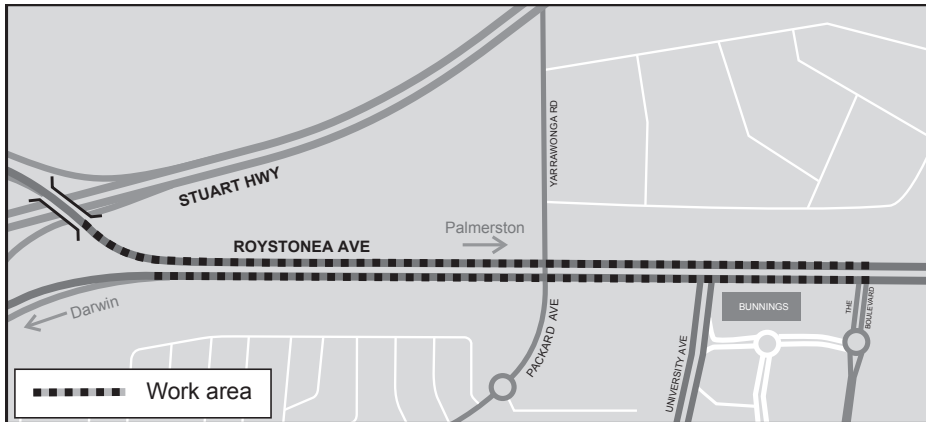 YARRAWONGA RD
STUART HWY
Palmerston
ROYSTONEA AVE
Darwin
PACKARD AVE
BUNNINGS
THE
BOULEVARD
UNIVERSITY AVE
Work area